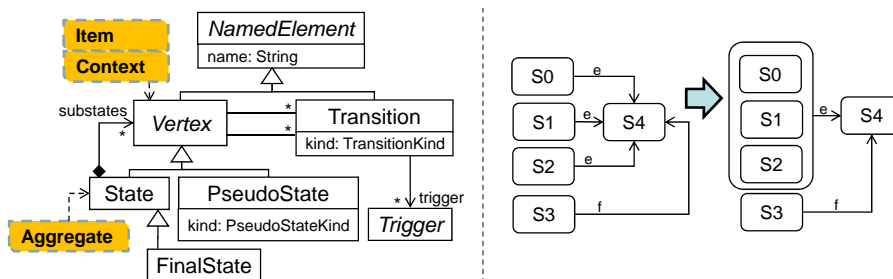 NamedElement
name: String
Item
Context
substates
*
Vertex
*
*
Transition
kind: TransitionKind
State
PseudoState
kind: PseudoStateKind
* trigger
Trigger
Aggregate
FinalState
S0
e
S1
e
S4
S2
e
S3
f
S0
S1
e
S4
S2
S3
f